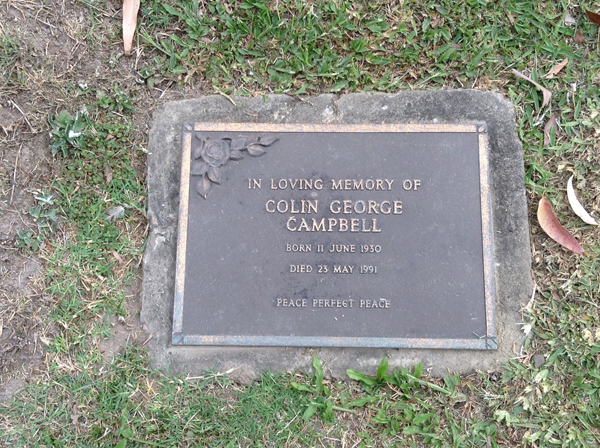 IN LOVING MEMORY OF
COLIN GEORGE
CAMPBELL
BORN 11 JUNE 1930
DIED 23 MAY 1991
PEACE PERFECT PEACE